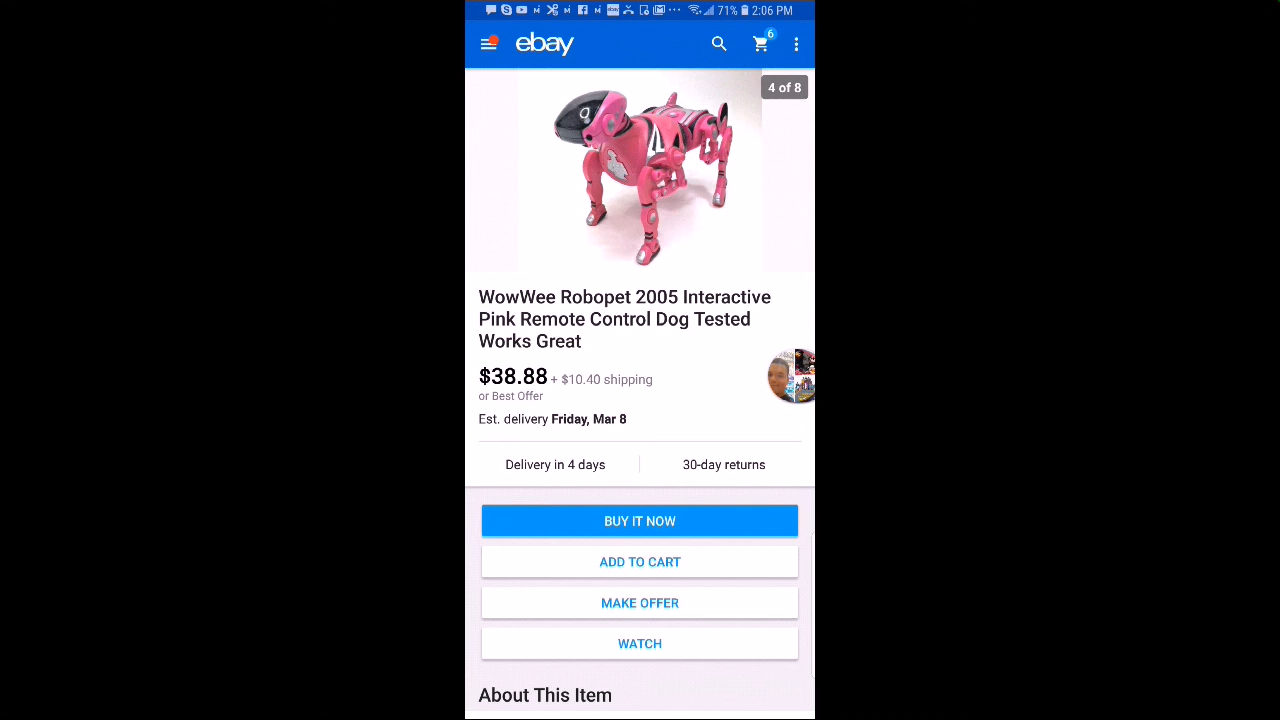 71% 2:06 PM
ebay
6
4 of 8
WowWee Robopet 2005 Interactive
Pink Remote Control Dog Tested
Works Great
$38.88 + $10.40 shipping
or Best Offer
Est. delivery Friday, Mar 8
Delivery in 4 days
30-day returns
BUY IT NOW
ADD TO CART
MAKE OFFER
WATCH
About This Item